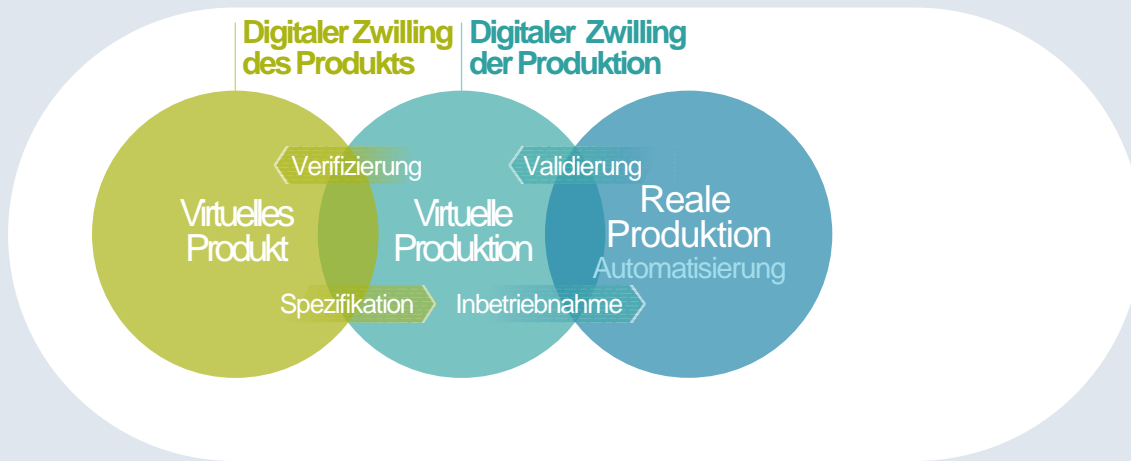 Digitaler Zwilling
des Produkts
Digitaler Zwilling
der Produktion
Verifizierung
Validierung
Virtuelles
Produkt
Virtuelle
Produktion
Reale
Produktion
Automatisierung
Spezifikation
Inbetriebnahme